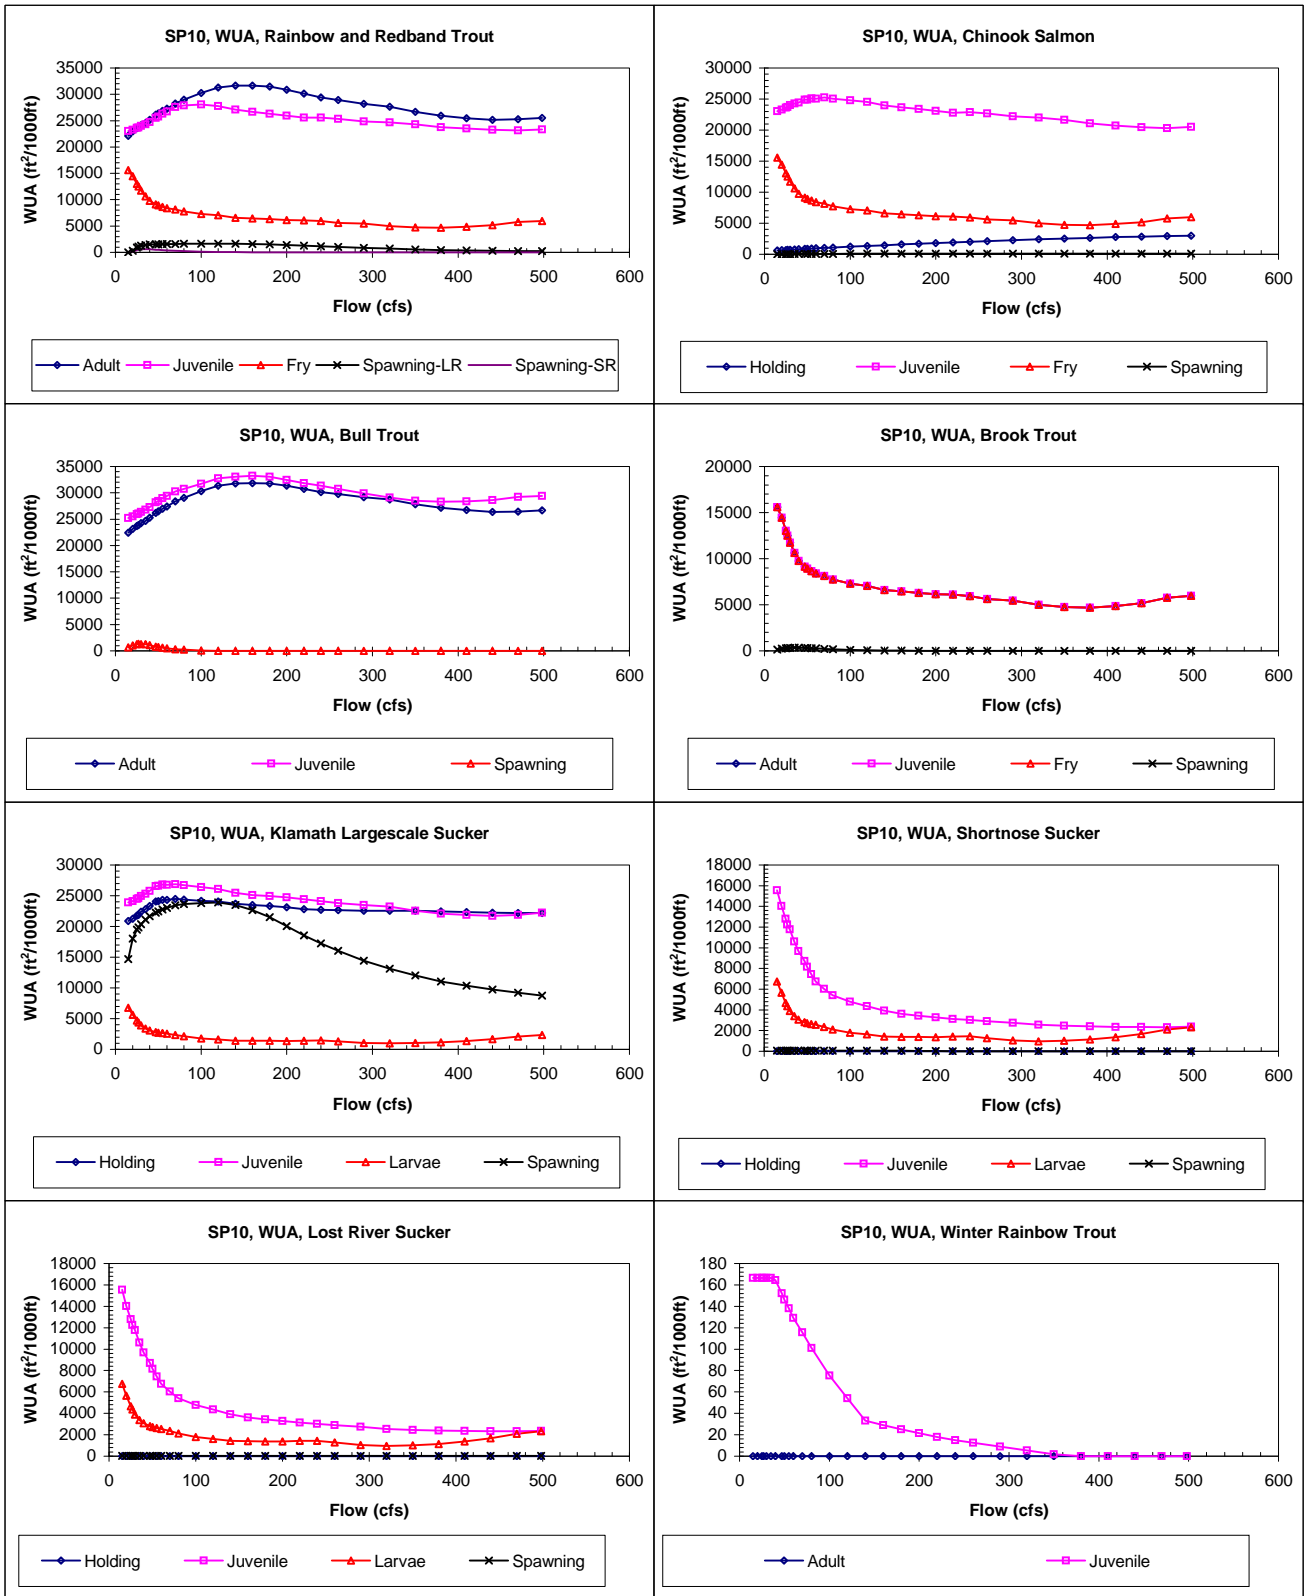 SP10, WUA, Rainbow and Redband Trout
WUA (ft²/1000ft)
35000
30000
25000
20000
15000
10000
5000
0
0 100 200 300 400 500 600
Flow (cfs)
Adult Juvenile Fry Spawning-LR Spawning-SR
SP10, WUA, Chinook Salmon
WUA (ft²/1000ft)
30000
25000
20000
15000
10000
5000
0
0 100 200 300 400 500 600
Flow (cfs)
Holding Juvenile Fry Spawning
SP10, WUA, Bull Trout
WUA (ft²/1000ft)
35000
30000
25000
20000
15000
10000
5000
0
0 100 200 300 400 500 600
Flow (cfs)
Adult Juvenile Spawning
SP10, WUA, Brook Trout
WUA (ft²/1000ft)
20000
15000
10000
5000
0
0 100 200 300 400 500 600
Flow (cfs)
Adult Juvenile Fry Spawning
SP10, WUA, Klamath Largescale Sucker
WUA (ft²/1000ft)
30000
25000
20000
15000
10000
5000
0
0 100 200 300 400 500 600
Flow (cfs)
Holding Juvenile Larvae Spawning
SP10, WUA, Shortnose Sucker
WUA (ft²/1000ft)
18000
16000
14000
12000
10000
8000
6000
4000
2000
0
0 100 200 300 400 500 600
Flow (cfs)
Holding Juvenile Larvae Spawning
SP10, WUA, Lost River Sucker
WUA (ft²/1000ft)
18000
16000
14000
12000
10000
8000
6000
4000
2000
0
0 100 200 300 400 500 600
Flow (cfs)
Holding Juvenile Larvae Spawning
SP10, WUA, Winter Rainbow Trout
WUA (ft²/1000ft)
180
160
140
120
100
80
60
40
20
0
0 100 200 300 400 500 600
Flow (cfs)
Adult Juvenile